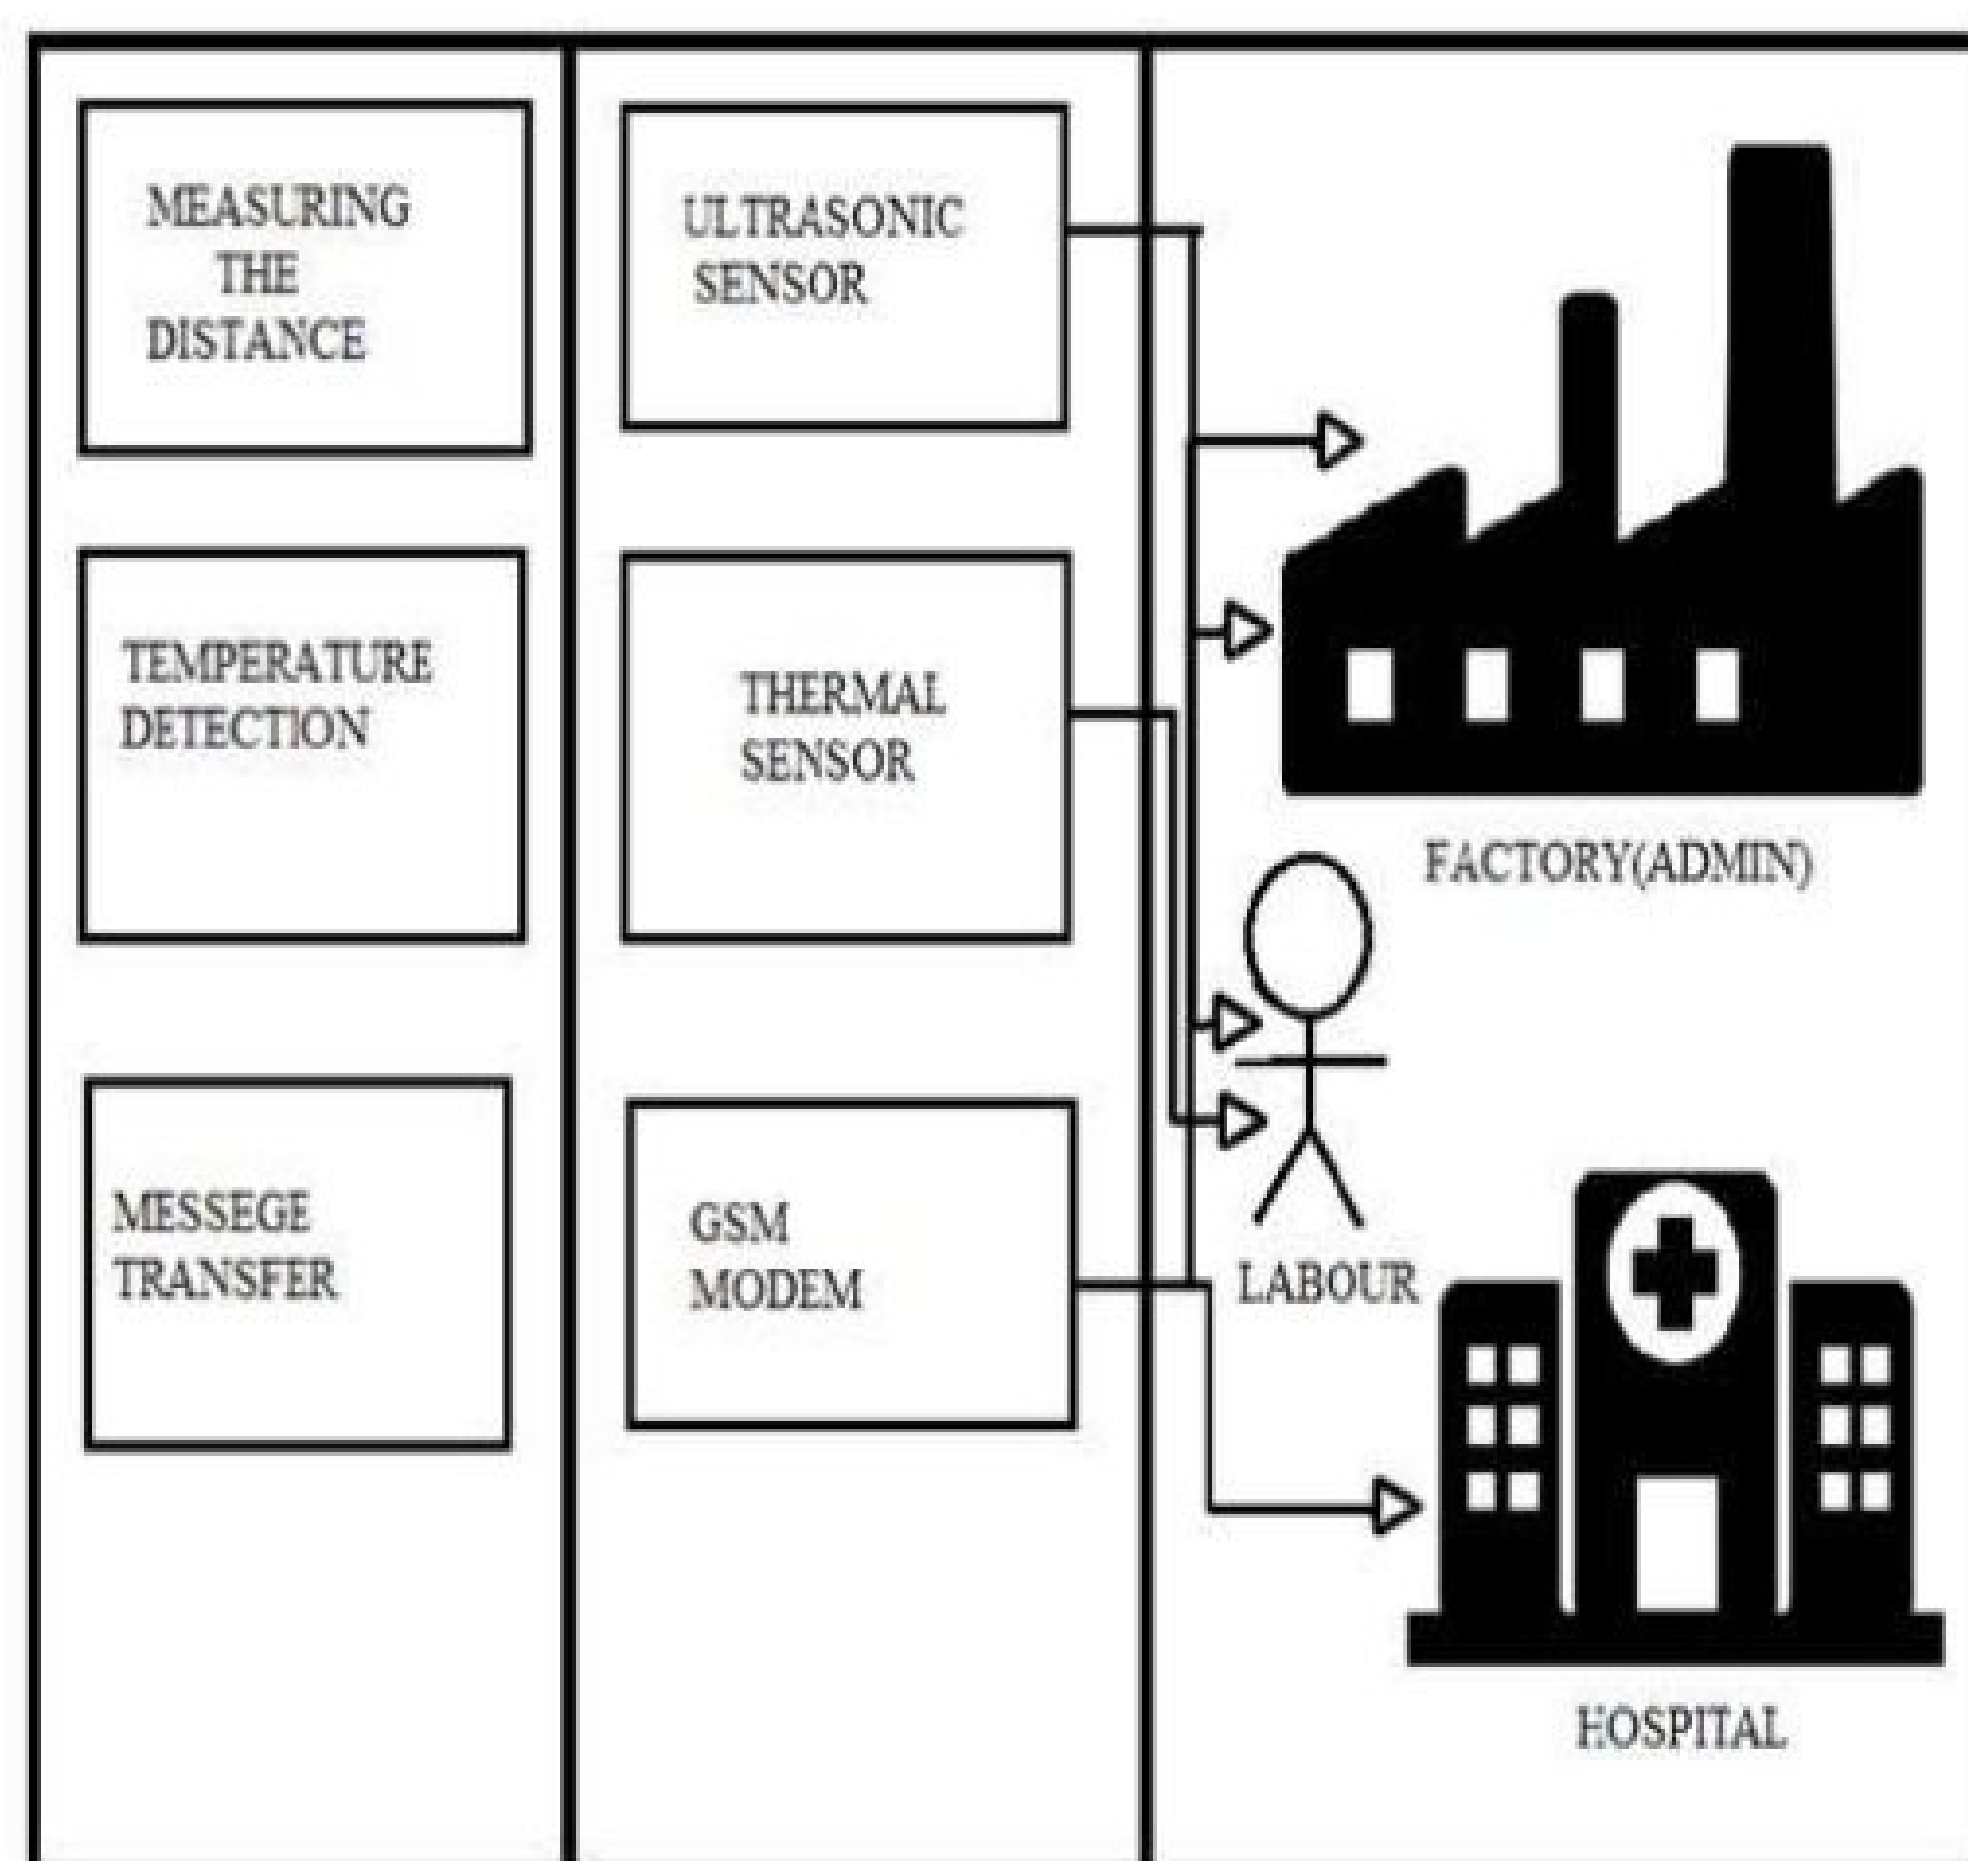 MEASURING
THE
DISTANCE
ULTRASONIC
SENSOR
TEMPERATURE
DETECTION
THERMAL
SENSOR
FACTORY(ADMIN)
MESSEGE
TRANSFER
GSM
MODEM
LABOUR
HOSPITAL